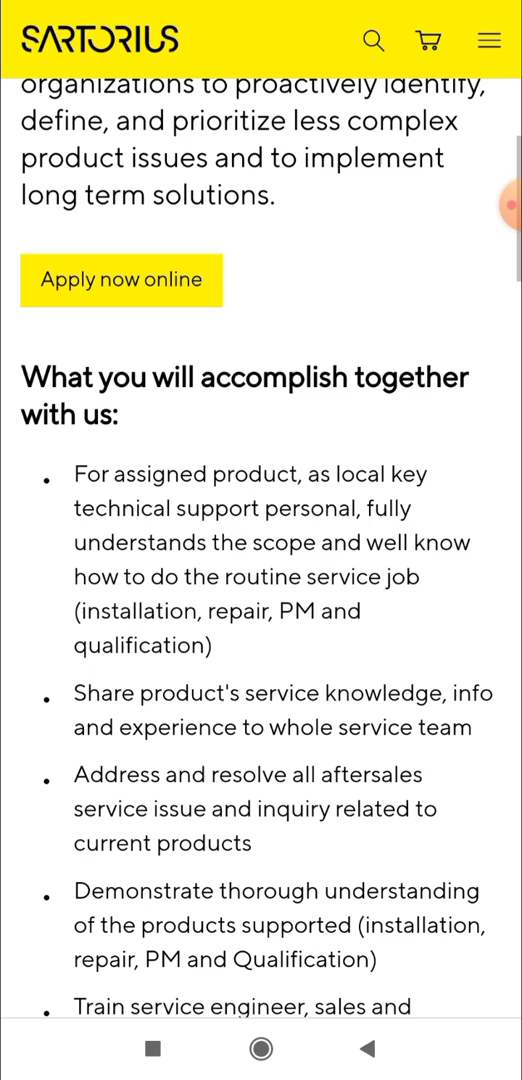 SARTORIUS
organizations to proactively identify,
define, and prioritize less complex
product issues and to implement
long term solutions.
Apply now online
What you will accomplish together
with us:
• For assigned product, as local key
technical support personal, fully
understands the scope and well know
how to do the routine service job
(installation, repair, PM and
qualification)
• Share product's service knowledge, info
and experience to whole service team
• Address and resolve all aftersales
service issue and inquiry related to
current products
• Demonstrate thorough understanding
of the products supported (installation,
repair, PM and Qualification)
• Train service engineer, sales and